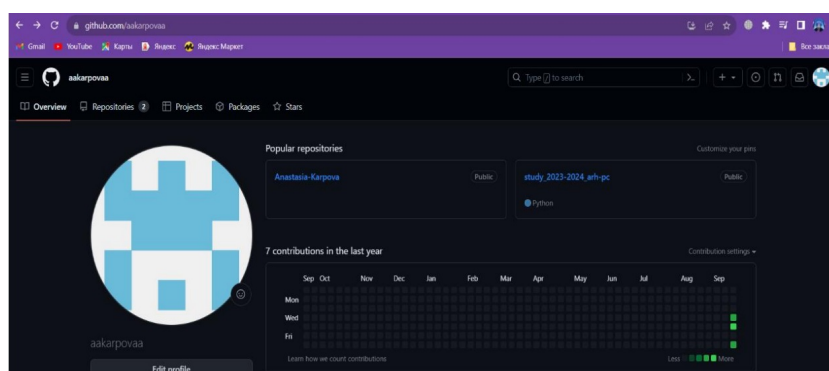 github.com/aakarpovaa
Gmail YouTube Карты Яндекс Яндекс Маркет Все закла
aakarpovaa Type / to search
Overview Repositories 2 Projects Packages Stars
Popular repositories Customize your pins
Anastasia-Karpova Public study_2023-2024_arh-pc Public
Python
7 contributions in the last year Contribution settings
Sep Oct Nov Dec Jan Feb Mar Apr May Jun Jul Aug Sep
Mon
Wed
Fri
aakarpovaa
Learn how we count contributions Less More
Edit profile